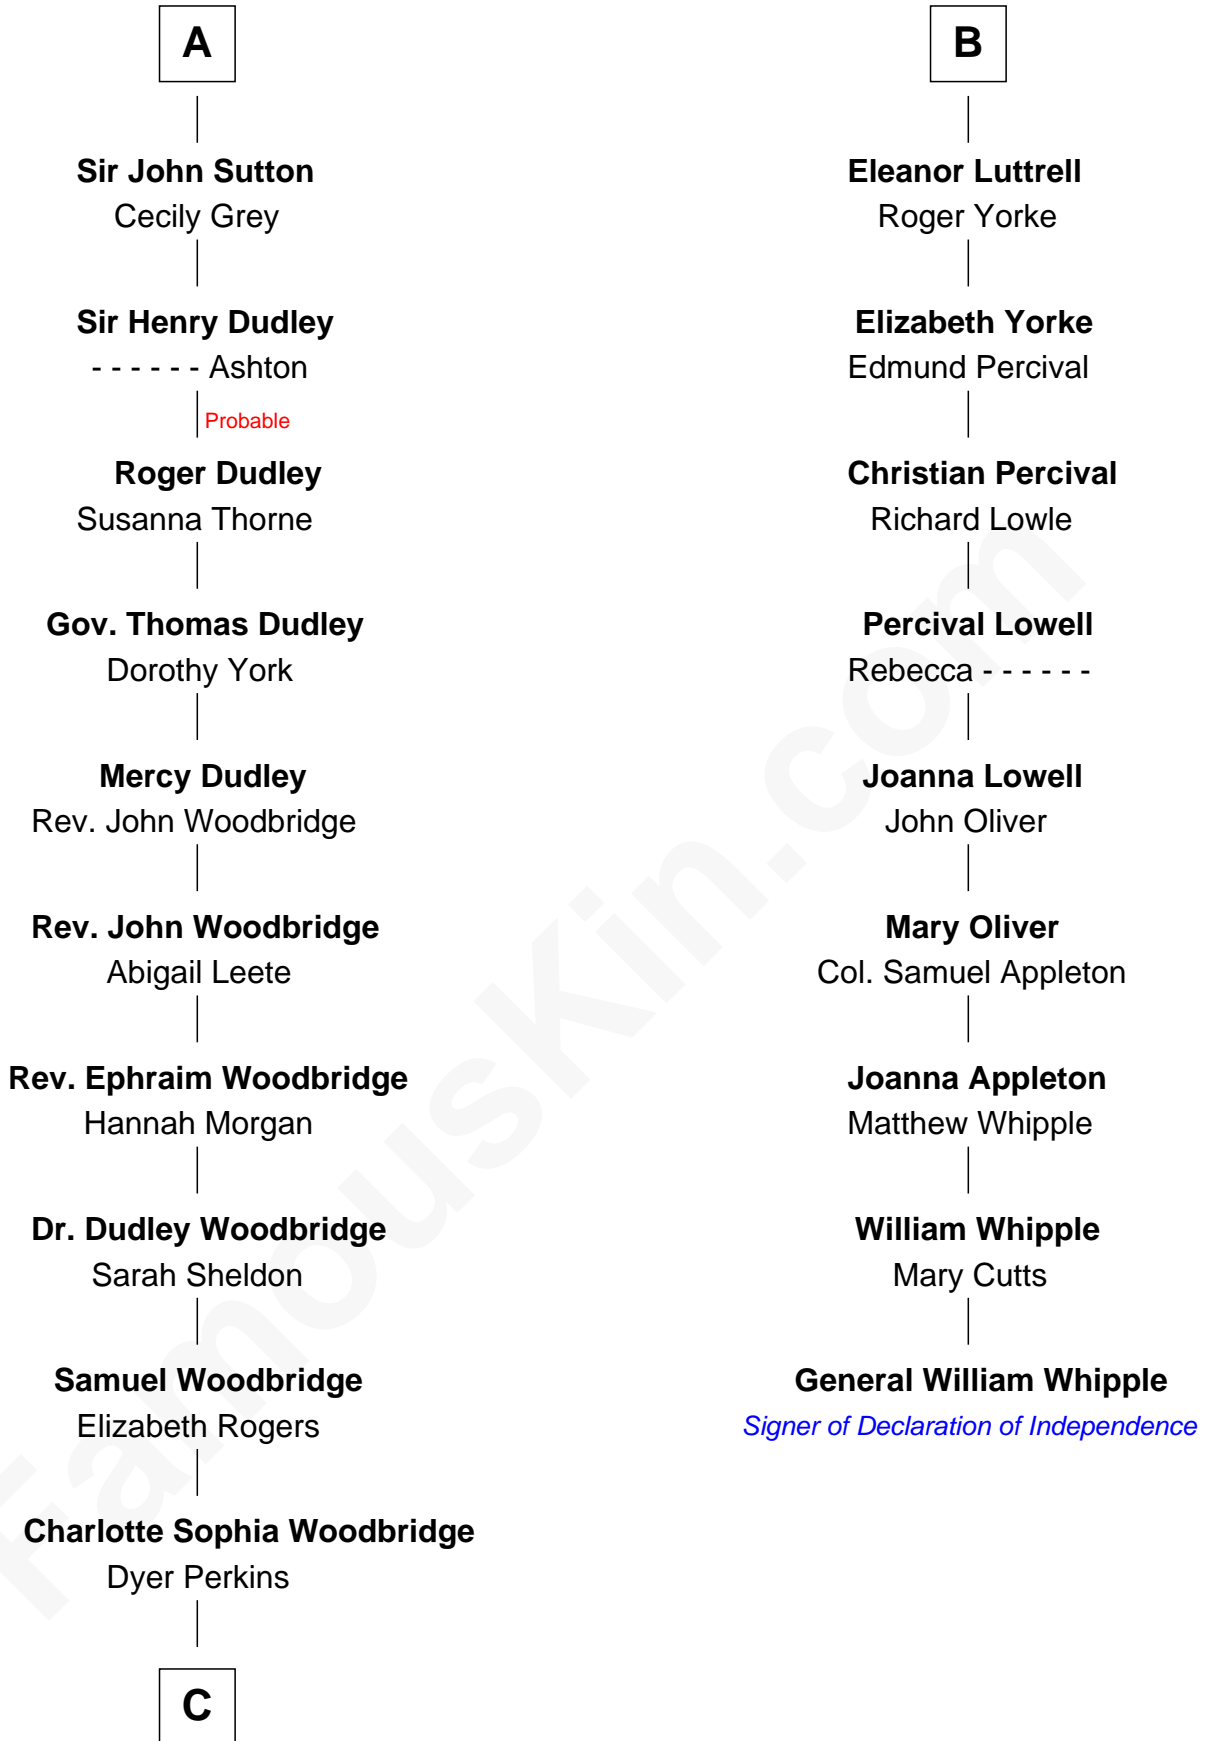 A
Sir John Sutton
Cecily Grey
Sir Henry Dudley
- - - - - - Ashton
Probable
Roger Dudley
Susanna Thorne
Gov. Thomas Dudley
Dorothy York
Mercy Dudley
Rev. John Woodbridge
Rev. John Woodbridge
Abigail Leete
Rev. Ephraim Woodbridge
Hannah Morgan
Dr. Dudley Woodbridge
Sarah Sheldon
Samuel Woodbridge
Elizabeth Rogers
Charlotte Sophia Woodbridge
Dyer Perkins
C
B
Eleanor Luttrell
Roger Yorke
Elizabeth Yorke
Edmund Percival
Christian Percival
Richard Lowle
Percival Lowell
Rebecca - - - - - -
Joanna Lowell
John Oliver
Mary Oliver
Col. Samuel Appleton
Joanna Appleton
Matthew Whipple
William Whipple
Mary Cutts
General William Whipple
Signer of Declaration of Independence
FamousKin.com